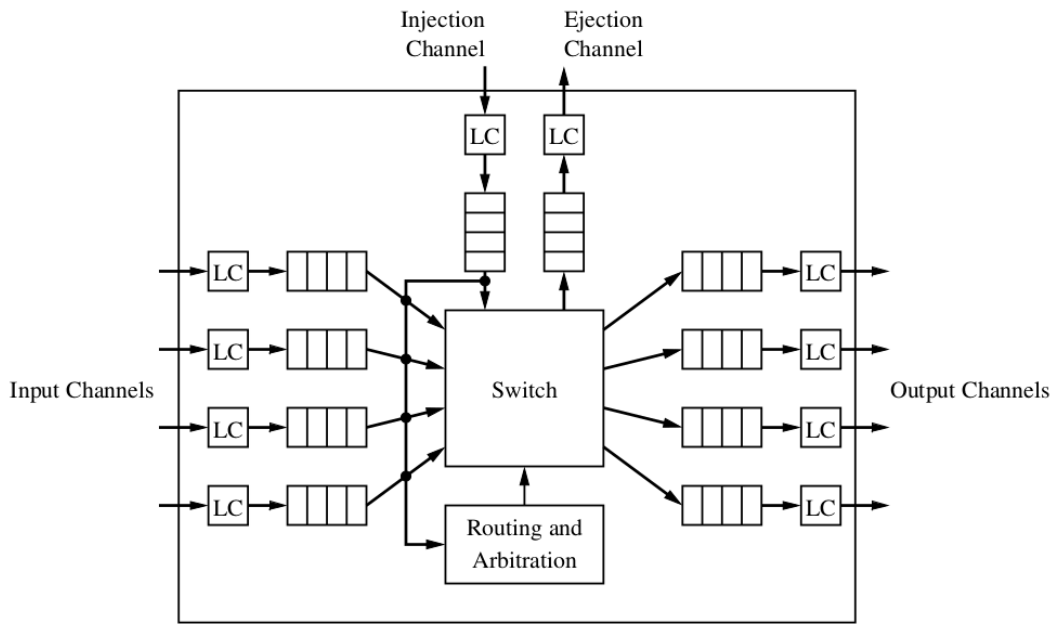 Injection
Channel
Ejection
Channel
LC
LC
LC
LC
LC
LC
LC
LC
Input Channels
Switch
Output Channels
LC
LC
Routing and
Arbitration